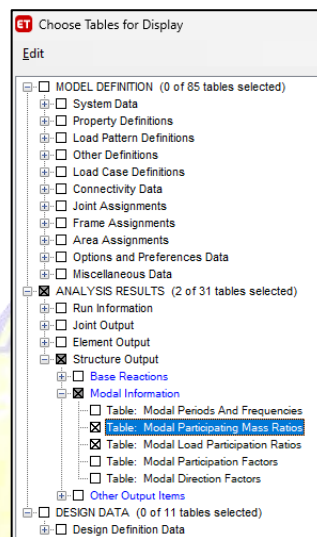 ET Choose Tables for Display
Edit
MODEL DEFINITION (0 of 85 tables selected)
System Data
Property Definitions
Load Pattern Definitions
Other Definitions
Load Case Definitions
Connectivity Data
Joint Assignments
Frame Assignments
Area Assignments
Options and Preferences Data
Miscellaneous Data
ANALYSIS RESULTS (2 of 31 tables selected)
Run Information
Joint Output
Element Output
Structure Output
Base Reactions
Modal Information
Table: Modal Periods And Frequencies
Table: Modal Participating Mass Ratios
Table: Modal Load Participation Ratios
Table: Modal Participation Factors
Table: Modal Direction Factors
Other Output Items
DESIGN DATA (0 of 11 tables selected)
Design Definition Data